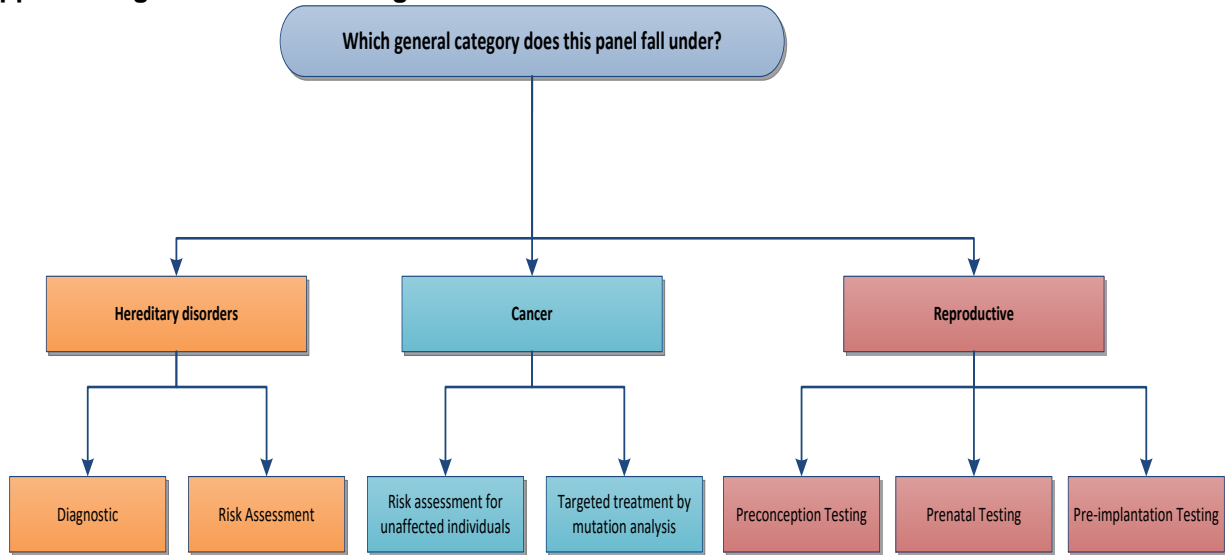 Which general category does this panel fall under?
Hereditary disorders
Cancer
Reproductive
Diagnostic
Risk Assessment
Risk assessment for
unaffected individuals
Targeted treatment by
mutation analysis
Preconception Testing
Prenatal Testing
Pre-implantation Testing